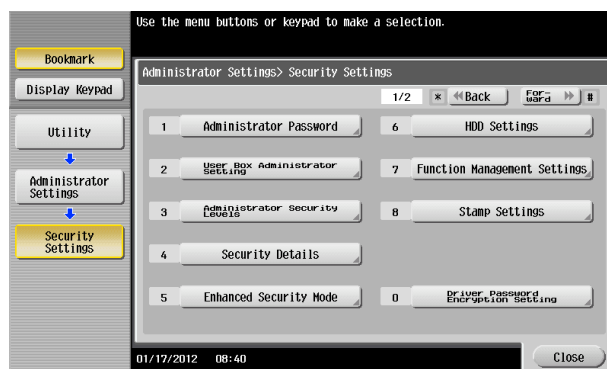 Use the menu buttons or keypad to make a selection.
Bookmark
Display Keypad
Utility
Administrator
Settings
Security
Settings
Administrator Settings> Security Settings
1/2 * Back For-
ward #
1 Administrator Password
2 User Box Administrator
Setting
3 Administrator Security
Levels
4 Security Details
5 Enhanced Security Mode
6 HDD Settings
7 Function Management Settings
8 Stamp Settings
0 Driver Password
Encryption Setting
01/17/2012 08:40
Close